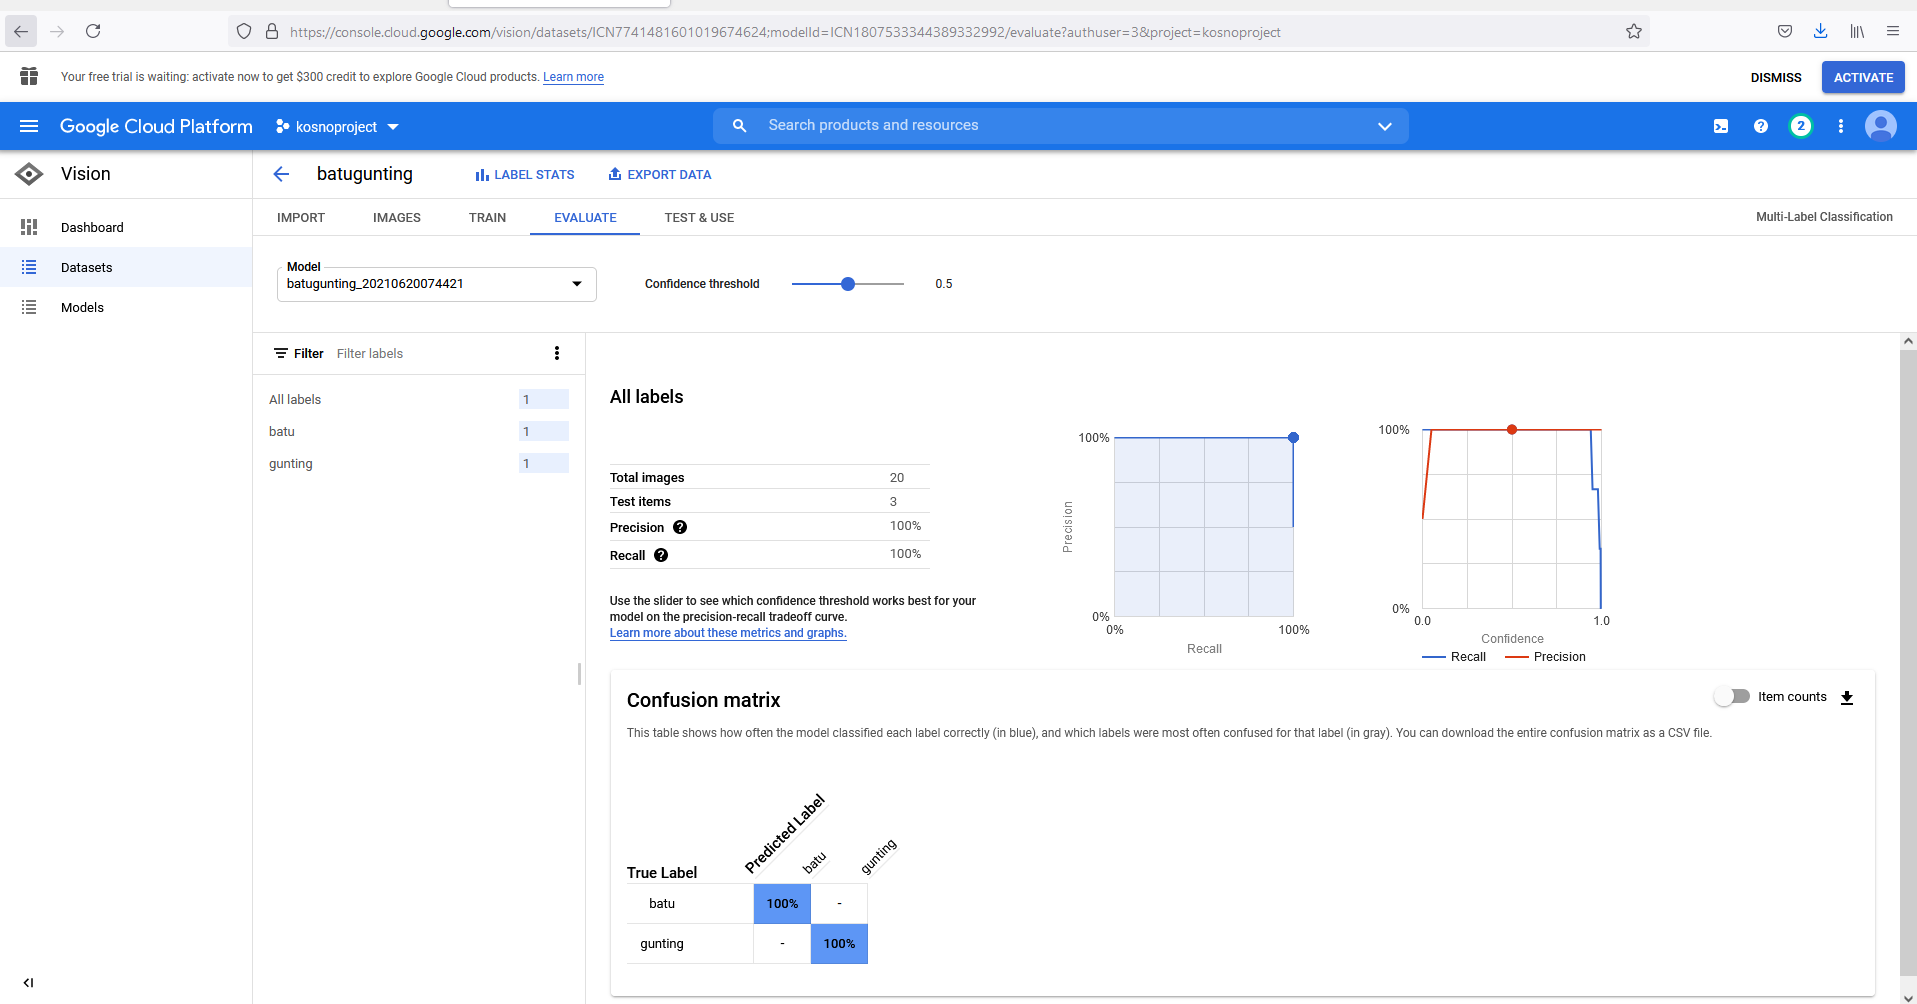 https://console.cloud.google.com/vision/datasets/ICN7741481601019674624;modelId=ICN1807533344389332992/evaluate?authuser=3&project=kosnoproject
Your free trial is waiting: activate now to get $300 credit to explore Google Cloud products. Learn more
DISMISS
ACTIVATE
Google Cloud Platform
kosnoproject
Search products and resources
2
Vision
batugunting
LABEL STATS
EXPORT DATA
Dashboard
Datasets
Models
IMPORT
IMAGES
TRAIN
EVALUATE
TEST & USE
Multi-Label Classification
Model
batugunting_20210620074421
Confidence threshold
0.5
Filter
Filter labels
All labels 1
batu 1
gunting 1
All labels
Total images 20
Test items 3
Precision 100%
Recall 100%
Use the slider to see which confidence threshold works best for your
model on the precision-recall tradeoff curve.
Learn more about these metrics and graphs.
100%
Precision
0%
0% 100%
Recall
100%
0%
0.0 1.0
Confidence
Recall Precision
Confusion matrix
Item counts
This table shows how often the model classified each label correctly (in blue), and which labels were most often confused for that label (in gray). You can download the entire confusion matrix as a CSV file.
True Label
Predicted Label
batu
gunting
batu 100% -
gunting - 100%